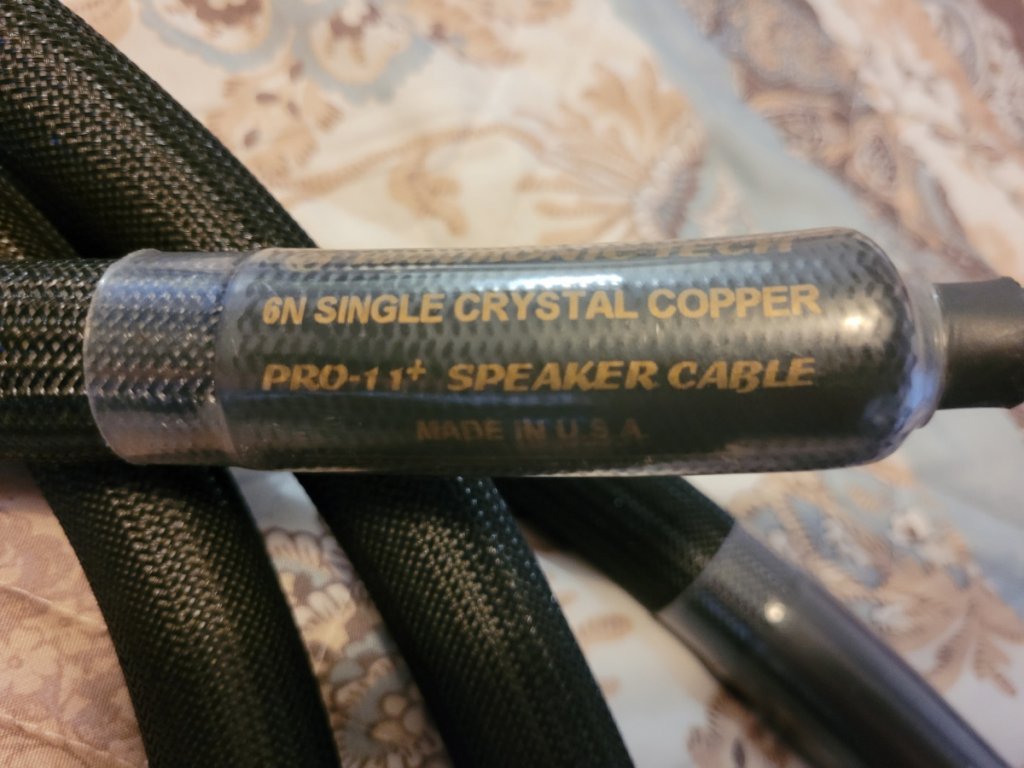 6N SINGLE CRYSTAL COPPER
PRO-11+ SPEAKER CABLE
MADE IN U.S.A.